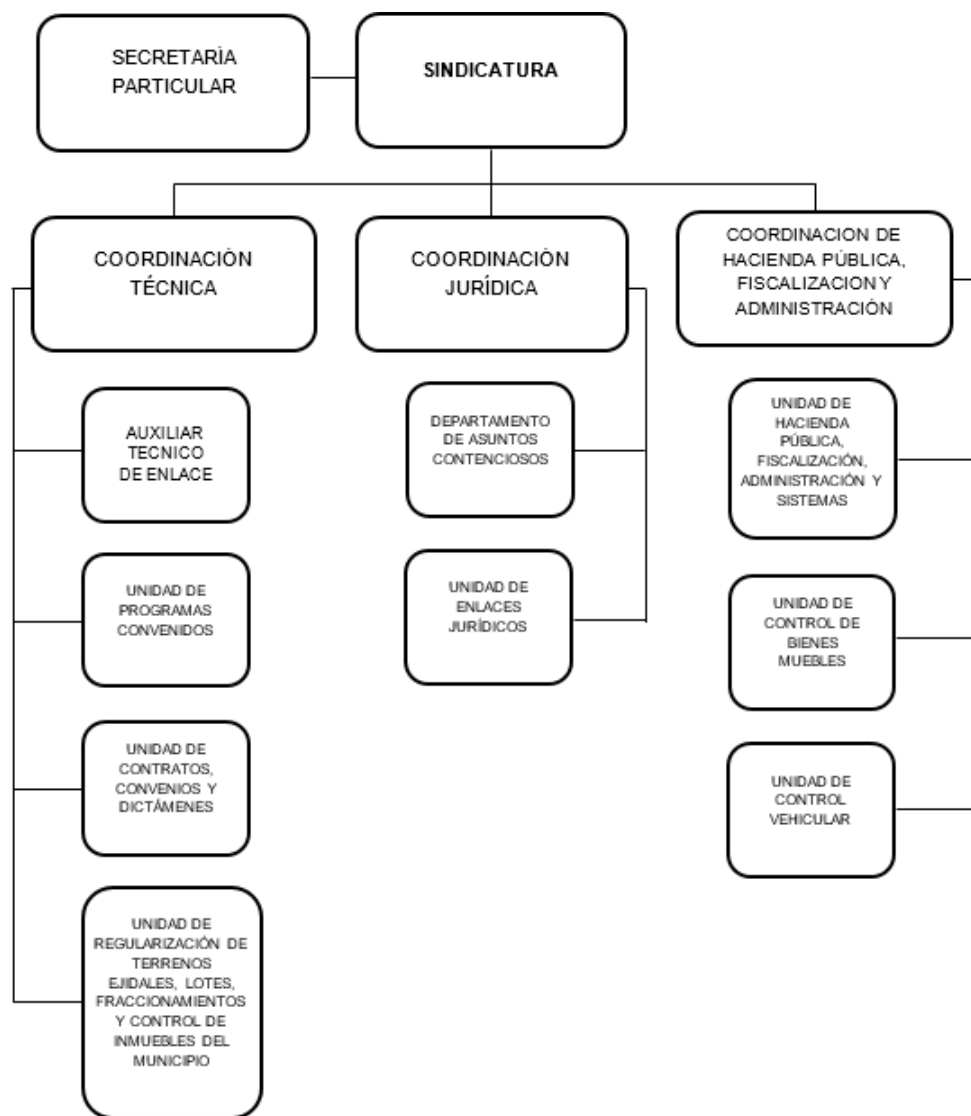 SECRETARÌA
PARTICULAR
SINDICATURA
COORDINACIÓN
TÉCNICA
COORDINACIÓN
JURÍDICA
COORDINACION DE
HACIENDA PÚBLICA,
FISCALIZACION Y
ADMINISTRACIÓN
AUXILIAR
TECNICO
DE ENLACE
UNIDAD DE
PROGRAMAS
CONVENIDOS
UNIDAD DE
CONTRATOS,
CONVENIOS Y
DICTÁMENES
UNIDAD DE
REGULARIZACIÓN DE
TERRENOS
EJIDALES, LOTES,
FRACCIONAMIENTOS
Y CONTROL DE
INMUEBLES DEL
MUNICIPIO
DEPARTAMENTO
DE ASUNTOS
CONTENCIOSOS
UNIDAD DE
ENLACES
JURÍDICOS
UNIDAD DE
HACIENDA
PÚBLICA,
FISCALIZACIÓN,
ADMINISTRACIÓN Y
SISTEMAS
UNIDAD DE
CONTROL DE
BIENES
MUEBLES
UNIDAD DE
CONTROL
VEHICULAR